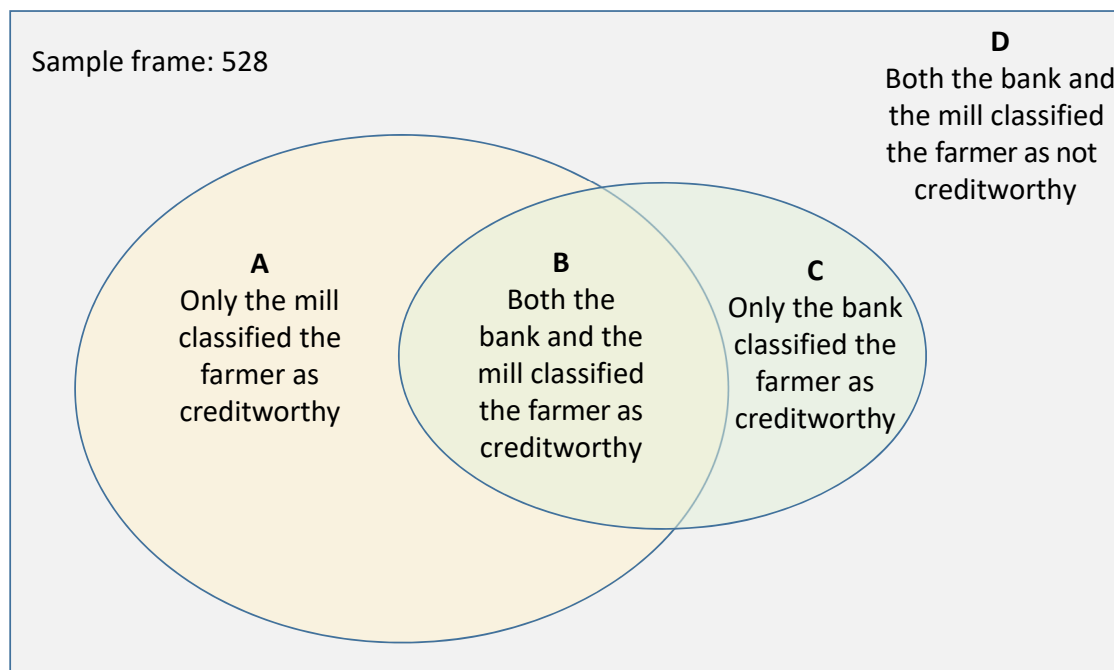 Sample frame: 528
D
Both the bank and
the mill classified
the farmer as not
creditworthy
A
Only the mill
classified the
farmer as
creditworthy
B
Both the
bank and the
mill classified
the farmer as
creditworthy
C
Only the bank
classified the
farmer as
creditworthy